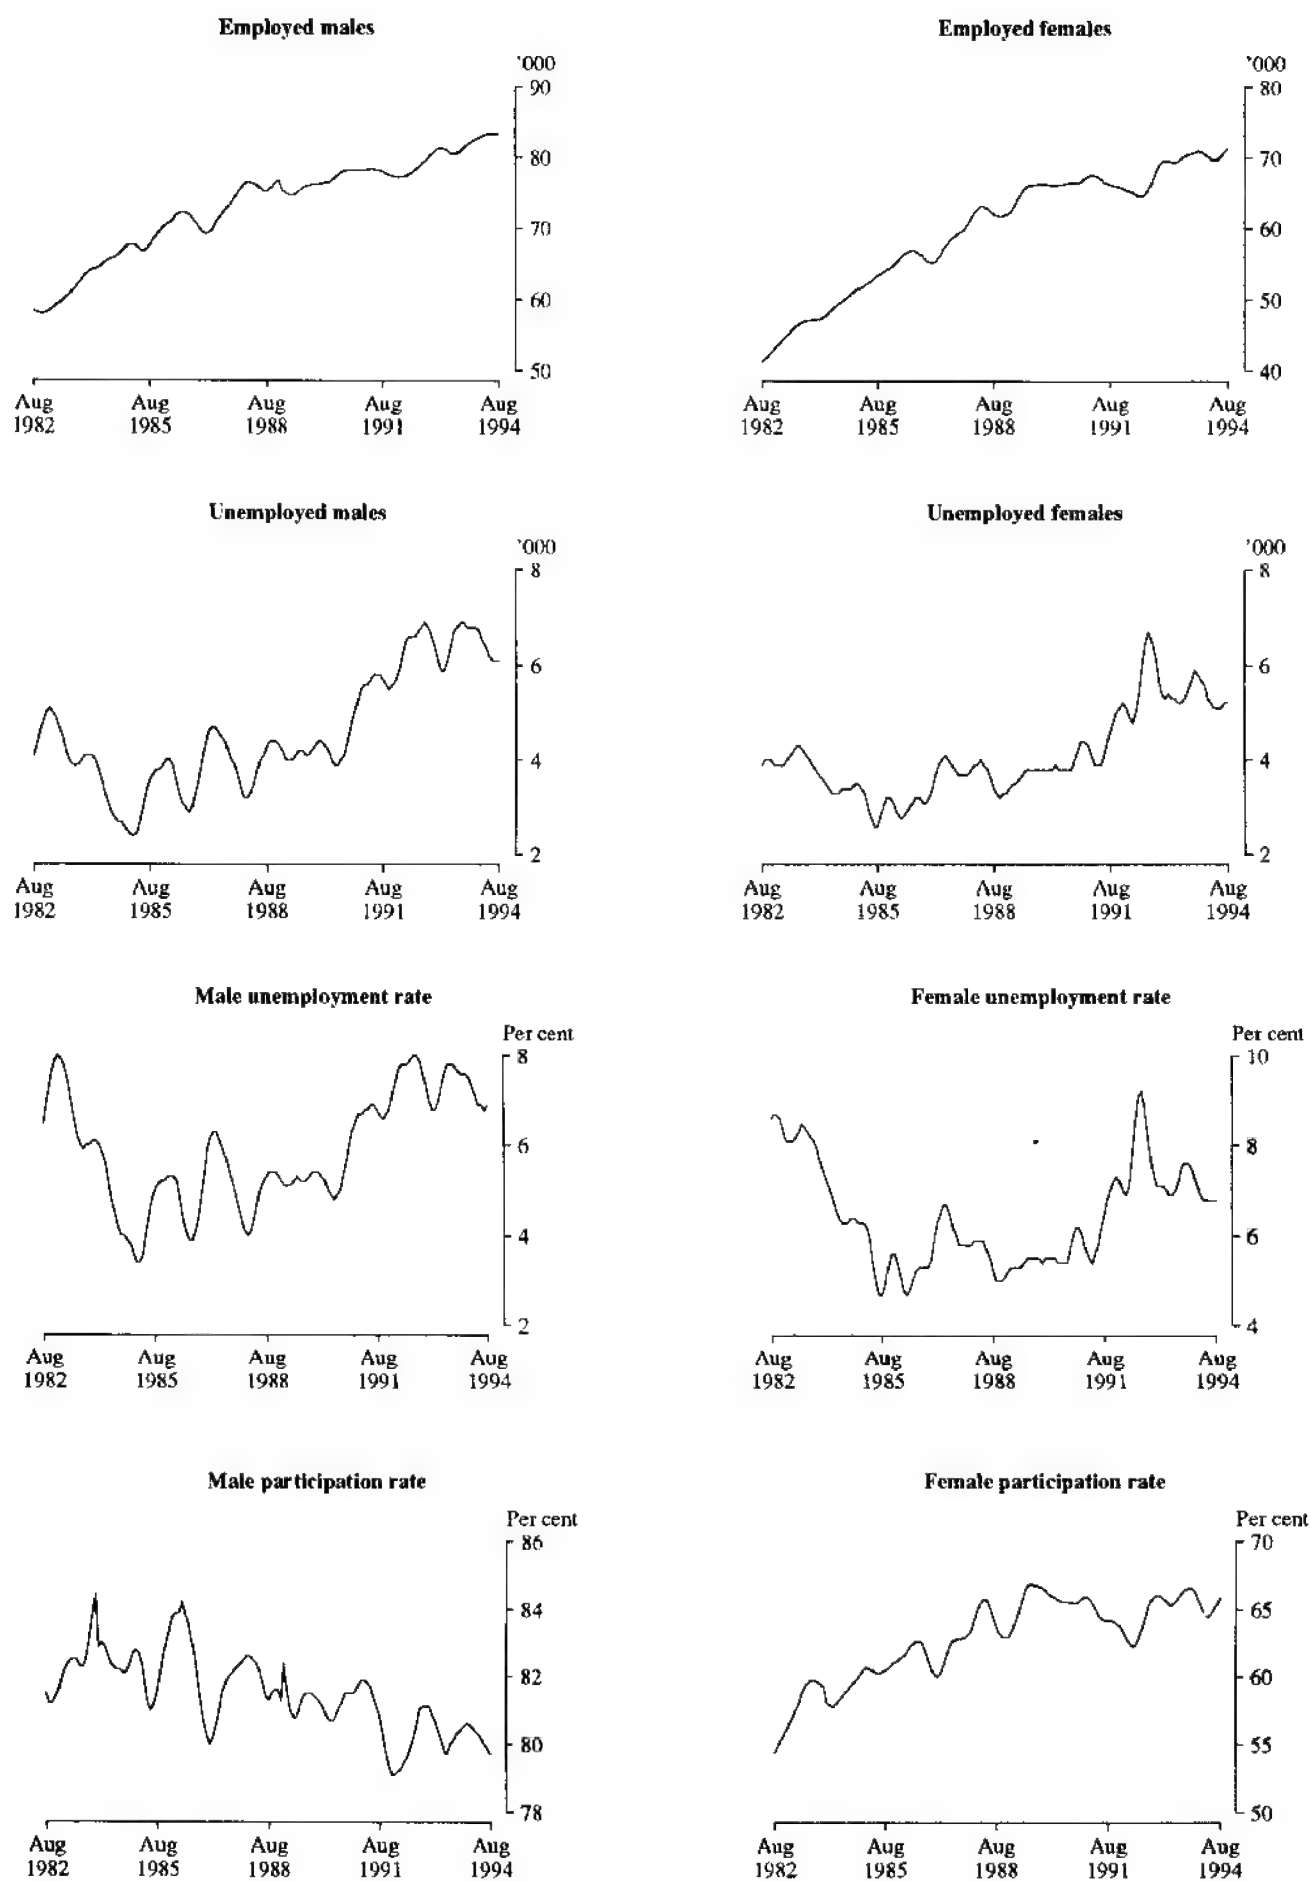 Employed males
'000
90
80
70
60
50
Aug Aug Aug Aug Aug
1982 1985 1988 1991 1994
Employed females
'000
80
70
60
50
40
Aug Aug Aug Aug Aug
1982 1985 1988 1991 1994
Unemployed males
'000
8
6
4
2
Aug Aug Aug Aug Aug
1982 1985 1988 1991 1994
Unemployed females
'000
8
6
4
2
Aug Aug Aug Aug Aug
1982 1985 1988 1991 1994
Male unemployment rate
Per cent
8
6
4
2
Aug Aug Aug Aug Aug
1982 1985 1988 1991 1994
Female unemployment rate
Per cent
10
8
6
4
Aug Aug Aug Aug Aug
1982 1985 1988 1991 1994
Male participation rate
Per cent
86
84
82
80
78
Aug Aug Aug Aug Aug
1982 1985 1988 1991 1994
Female participation rate
Per cent
70
65
60
55
50
Aug Aug Aug Aug Aug
1982 1985 1988 1991 1994